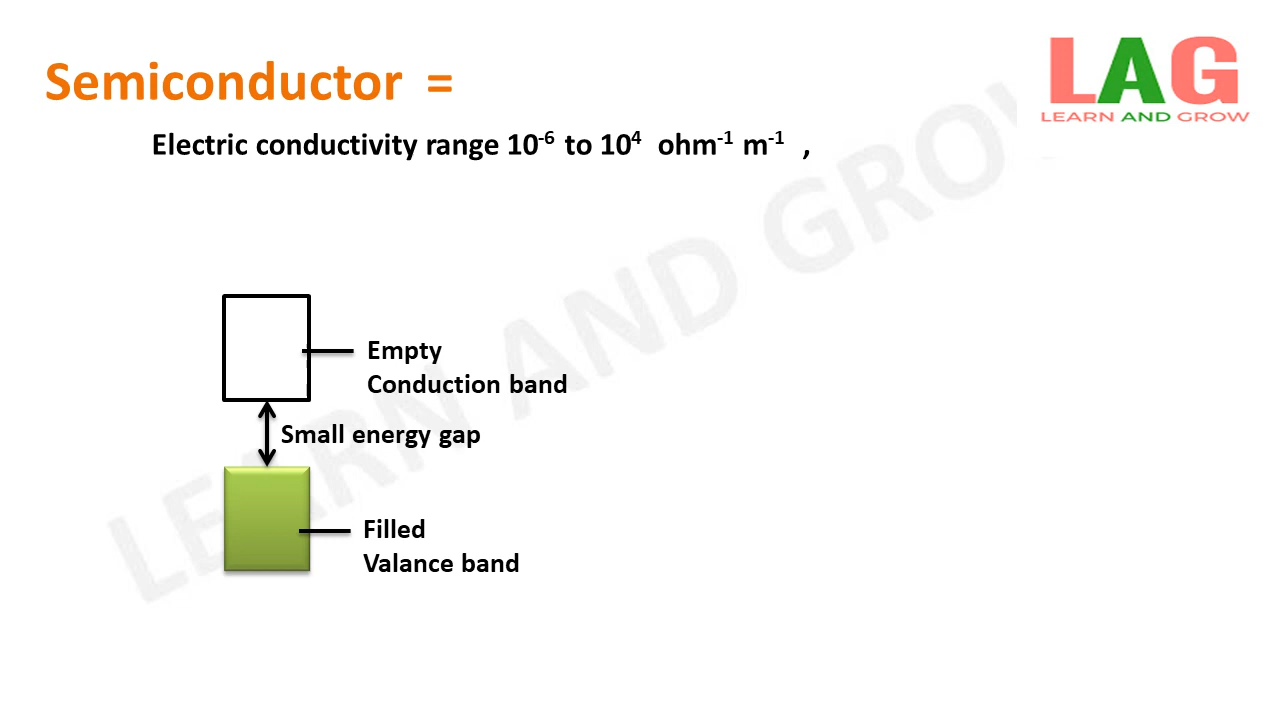 Semiconductor =
LAG
LEARN AND GROW
Electric conductivity range 10⁻⁶ to 10⁴ ohm⁻¹ m⁻¹ ,
LEARN AND GROW
Empty
Conduction band
Small energy gap
Filled
Valance band